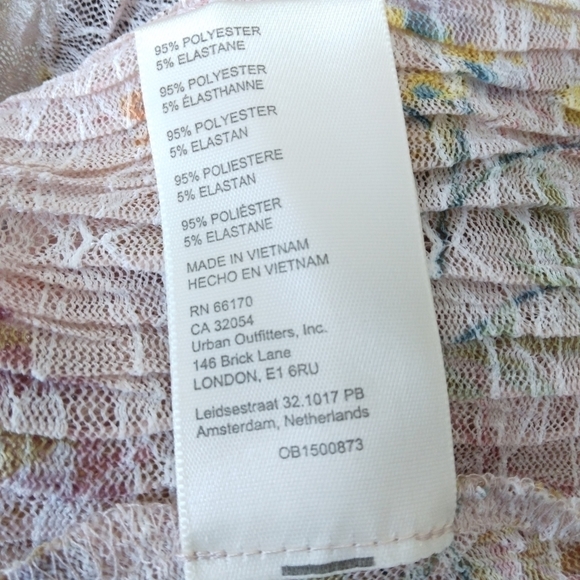 95% POLYESTER
5% ELASTANE
95% POLYESTER
5% ÉLASTHANNE
95% POLYESTER
5% ELASTAN
95% POLIESTERE
5% ELASTAN
95% POLIÉSTER
5% ELASTANE
MADE IN VIETNAM
HECHO EN VIETNAM
RN 66170
CA 32054
Urban Outfitters, Inc.
146 Brick Lane
LONDON, E1 6RU
Leidsestraat 32.1017 PB
Amsterdam, Netherlands
OB1500873